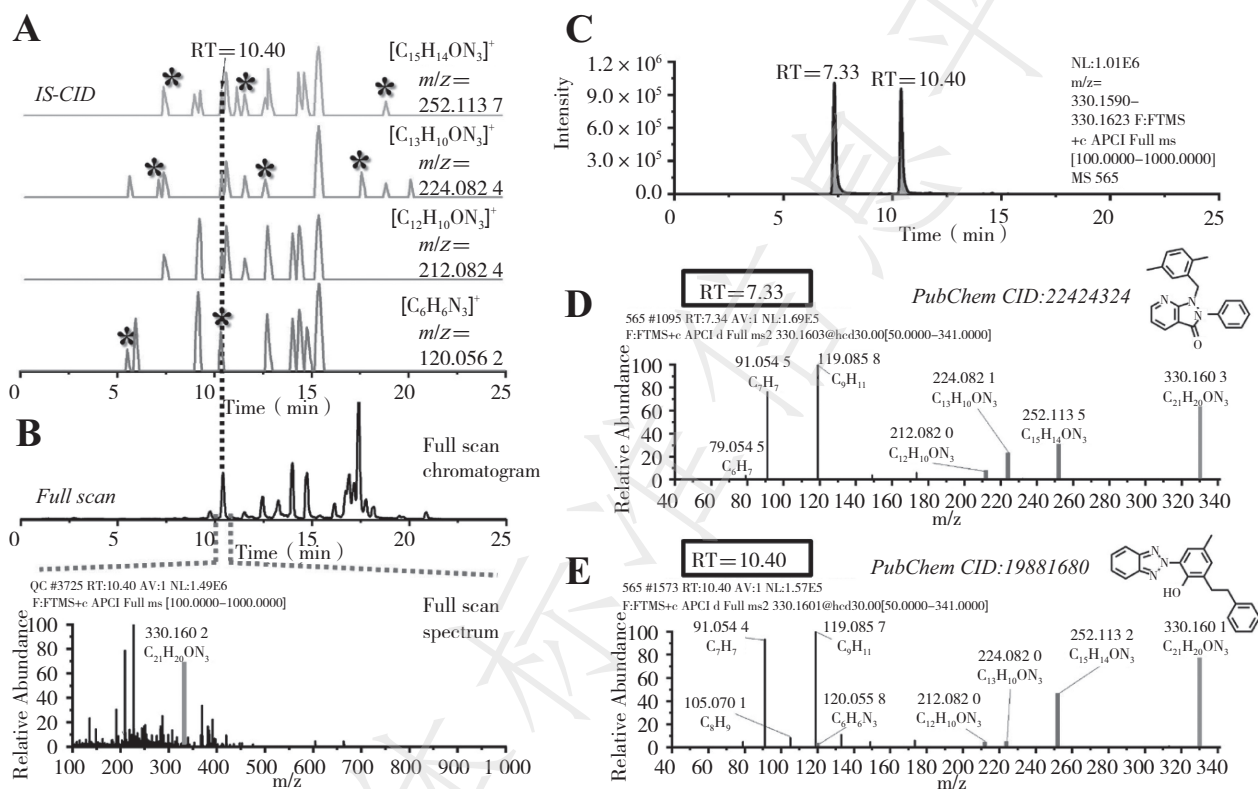 A
RT=10.40
IS-CID
[C₁₅H₁₄ON₃]⁺
m/z=
252.113 7
[C₁₃H₁₀ON₃]⁺
m/z=
224.082 4
[C₁₂H₁₀ON₃]⁺
m/z=
212.082 4
[C₆H₆N₃]⁺
m/z=
120.056 2
0 5 10 15 20 25
Time（min）
B
Full scan
Full scan
chromatogram
0 5 10 15 20 25
Time（min）
QC #3725 RT:10.40 AV:1 NL:1.49E6
F:FTMS+c APCI Full ms [100.0000−1000.0000]
Full scan
spectrum
Relative Abundance
100
80
60
40
20
0
330.160 2
C₂₁H₂₀ON₃
100 200 300 400 500 600 700 800 900 1 000
m/z
C
Intensity
1.2 × 10⁶
9.0 × 10⁵
6.0 × 10⁵
3.0 × 10⁵
0.0
RT=7.33
RT=10.40
NL:1.01E6
m/z=
330.1590−
330.1623 F:FTMS
+c APCI Full ms
[100.0000−1000.0000]
MS 565
0 5 10 15 20 25
Time（min）
D
RT=7.33
PubChem CID:22424324
565 #1095 RT:7.34 AV:1 NL:1.69E5
F:FTMS+c APCI d Full ms2 330.1603@hcd30.00[50.0000−341.0000]
Relative Abundance
100
80
60
40
20
0
91.054 5
C₇H₇
119.085 8
C₉H₁₁
79.054 5
C₆H₇
224.082 1
C₁₃H₁₀ON₃
212.082 0
C₁₂H₁₀ON₃
252.113 5
C₁₅H₁₄ON₃
330.160 3
C₂₁H₂₀ON₃
N
N
N
O
40 60 80 100 120 140 160 180 200 220 240 260 280 300 320 340
m/z
E
RT=10.40
PubChem CID:19881680
565 #1573 RT:10.40 AV:1 NL:1.57E5
F:FTMS+c APCI d Full ms2 330.1601@hcd30.00[50.0000−341.0000]
Relative Abundance
100
80
60
40
20
0
91.054 4
C₇H₇
119.085 7
C₉H₁₁
105.070 1
C₈H₉
120.055 8
C₆H₆N₃
212.082 0
C₁₂H₁₀ON₃
224.082 0
C₁₃H₁₀ON₃
252.113 2
C₁₅H₁₄ON₃
330.160 1
C₂₁H₂₀ON₃
N
N
N
HO
40 60 80 100 120 140 160 180 200 220 240 260 280 300 320 340
m/z